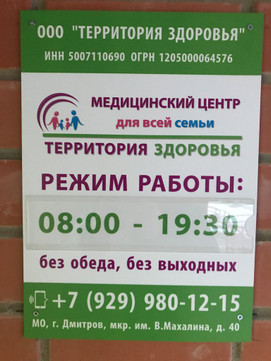 ООО "ТЕРРИТОРИЯ ЗДОРОВЬЯ"
ИНН 5007110690 ОГРН 1205000064576
МЕДИЦИНСКИЙ ЦЕНТР
для всей семьи
ТЕРРИТОРИЯ ЗДОРОВЬЯ
РЕЖИМ РАБОТЫ:
08:00 - 19:30
без обеда, без выходных
+7 (929) 980-12-15
МО, г. Дмитров, мкр. им. В.Махалина, д. 40